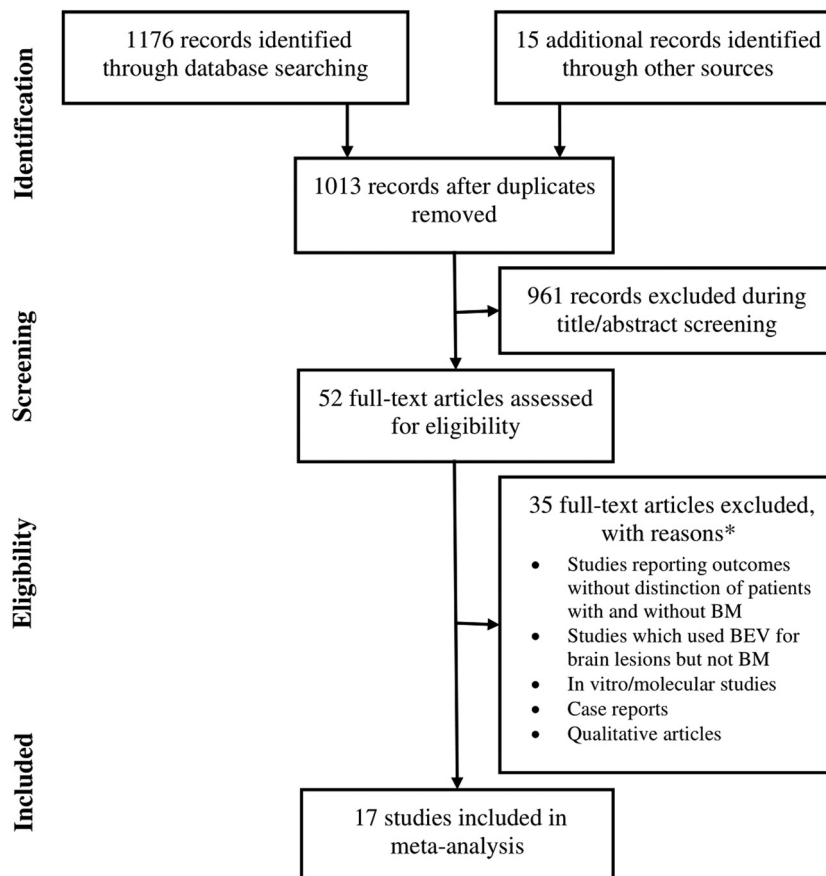 Identification
1176 records identified
through database searching
15 additional records identified
through other sources
1013 records after duplicates
removed
Screening
961 records excluded during
title/abstract screening
52 full-text articles assessed
for eligibility
Eligibility
35 full-text articles excluded,
with reasons*
• Studies reporting outcomes
without distinction of patients
with and without BM
• Studies which used BEV for
brain lesions but not BM
• In vitro/molecular studies
• Case reports
• Qualitative articles
Included
17 studies included in
meta-analysis